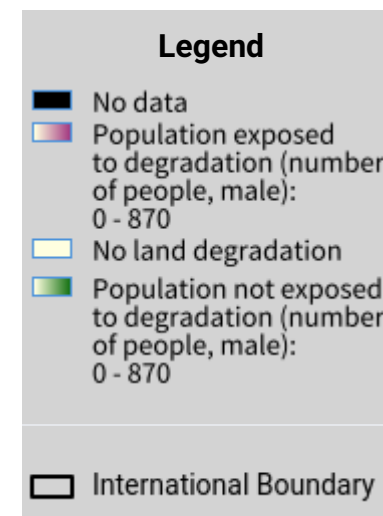 Legend
No data
Population exposed
to degradation (number
of people, male):
0 - 870
No land degradation
Population not exposed
to degradation (number
of people, male):
0 - 870
International Boundary